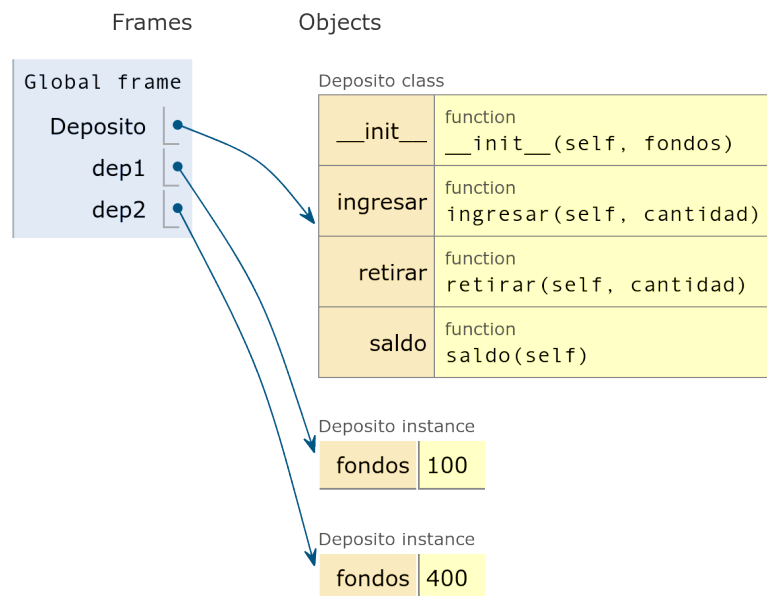 Frames Objects
Global frame
Deposito
dep1
dep2
Deposito class
__init__ function
__init__(self, fondos)
ingresar function
ingresar(self, cantidad)
retirar function
retirar(self, cantidad)
saldo function
saldo(self)
Deposito instance
fondos 100
Deposito instance
fondos 400